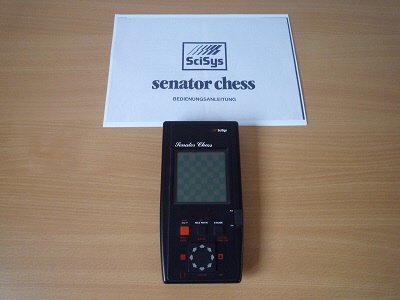 SciSys
senator chess
BEDIENUNGSANLEITUNG
SciSys
Senator Chess